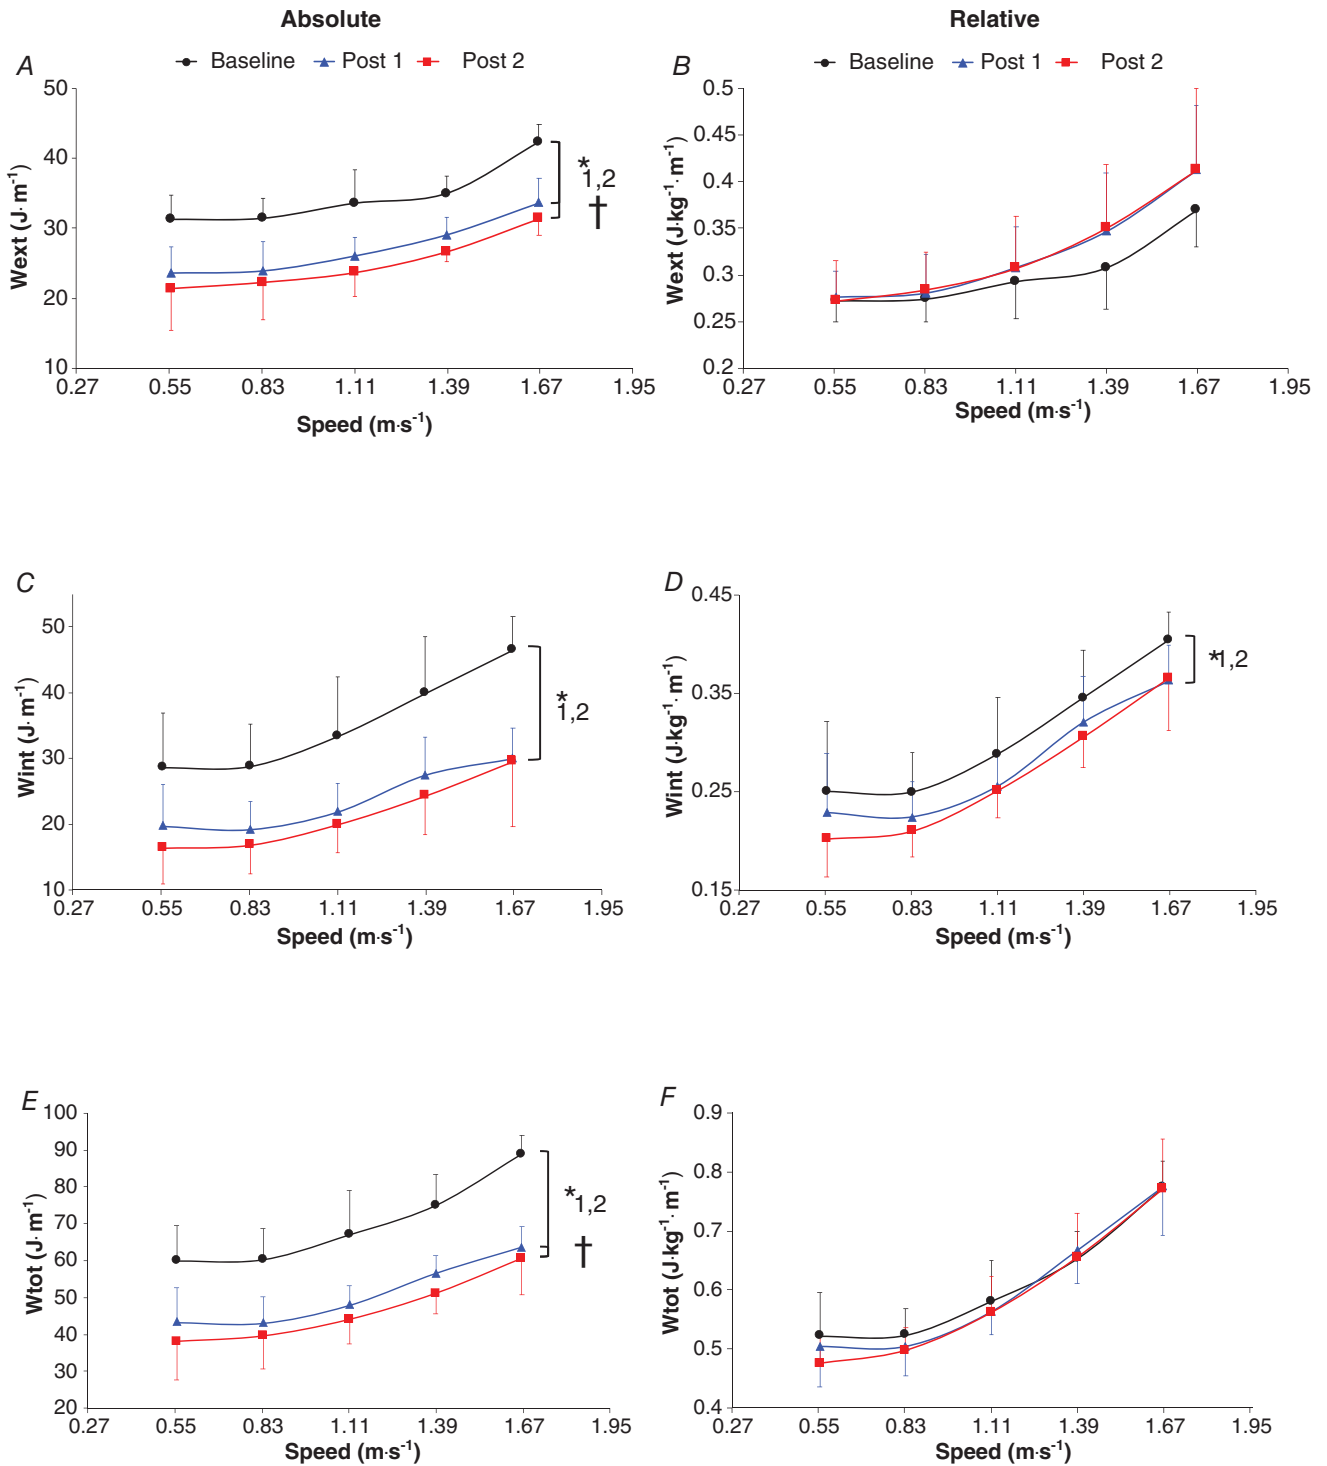 Absolute
Relative
A
Baseline Post 1 Post 2
50
40
30
20
10
0.27 0.55 0.83 1.11 1.39 1.67 1.95
Wext (J·m⁻¹)
Speed (m·s⁻¹)
*
1,2
†
B
Baseline Post 1 Post 2
0.5
0.45
0.4
0.35
0.3
0.25
0.2
0.27 0.55 0.83 1.11 1.39 1.67 1.95
Wext (J·kg⁻¹·m⁻¹)
Speed (m·s⁻¹)
C
50
40
30
20
10
0.27 0.55 0.83 1.11 1.39 1.67 1.95
Wint (J·m⁻¹)
Speed (m·s⁻¹)
*
1,2
D
0.45
0.35
0.25
0.15
0.27 0.55 0.83 1.11 1.39 1.67 1.95
Wint (J·kg⁻¹·m⁻¹)
Speed (m·s⁻¹)
*1,2
E
100
90
80
70
60
50
40
30
20
0.27 0.55 0.83 1.11 1.39 1.67 1.95
Wtot (J·m⁻¹)
Speed (m·s⁻¹)
*1,2
†
F
0.9
0.8
0.7
0.6
0.5
0.4
0.27 0.55 0.83 1.11 1.39 1.67 1.95
Wtot (J·kg⁻¹·m⁻¹)
Speed (m·s⁻¹)